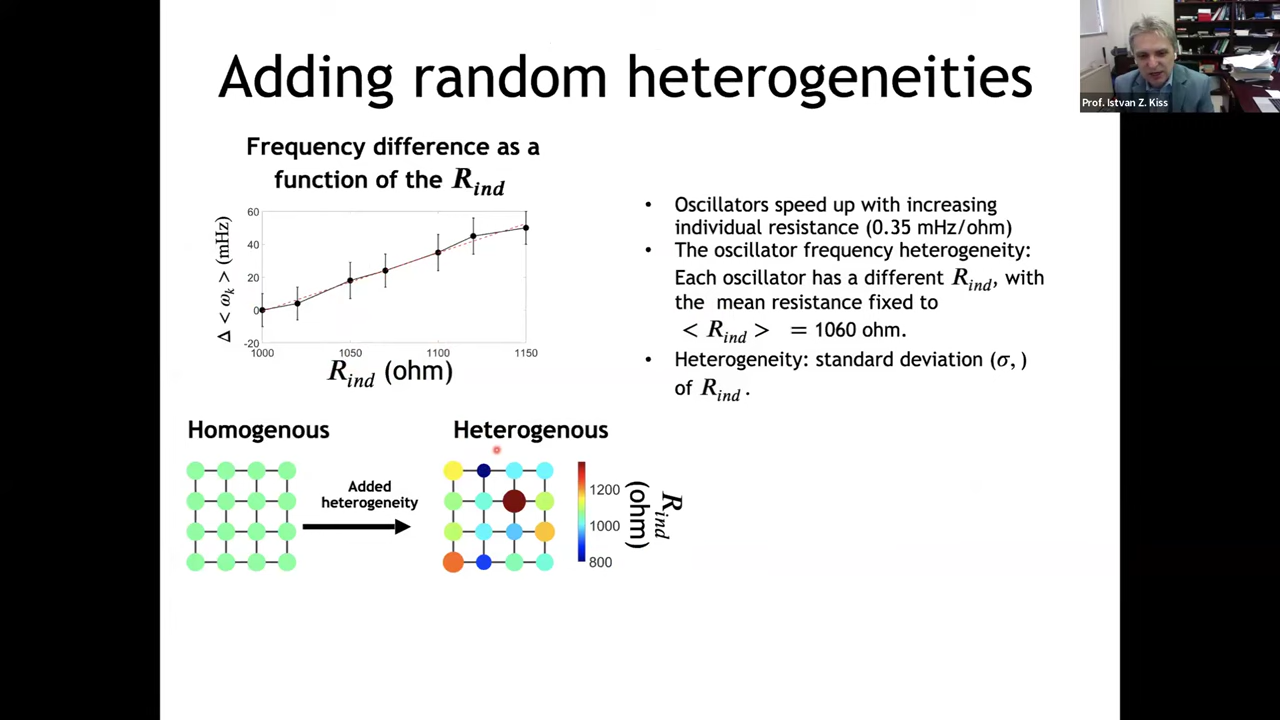 Adding random heterogeneities
Prof. Istvan Z. Kiss
Frequency difference as a
function of the R_ind
Δ < ω_k > (mHz)
60
40
20
0
-20
1000
1050
1100
1150
R_ind (ohm)
• Oscillators speed up with increasing
individual resistance (0.35 mHz/ohm)
• The oscillator frequency heterogeneity:
Each oscillator has a different R_ind, with
the mean resistance fixed to
< R_ind > = 1060 ohm.
• Heterogeneity: standard deviation (σ, )
of R_ind .
Homogenous
Added
heterogeneity
Heterogenous
1200
1000
800
R_ind
(ohm)